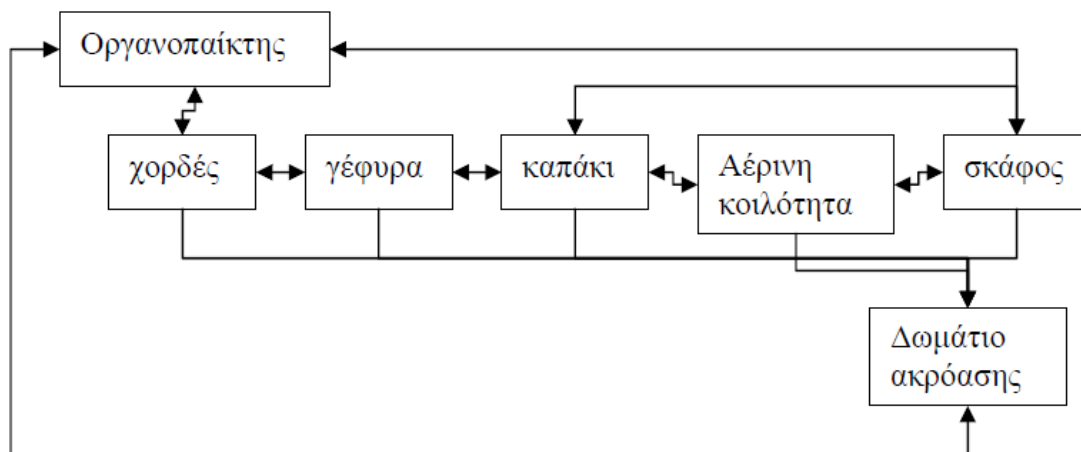 Οργανοπαίκτης
χορδές
γέφυρα
καπάκι
Αέρινη
κοιλότητα
σκάφος
Δωμάτιο
ακρόασης